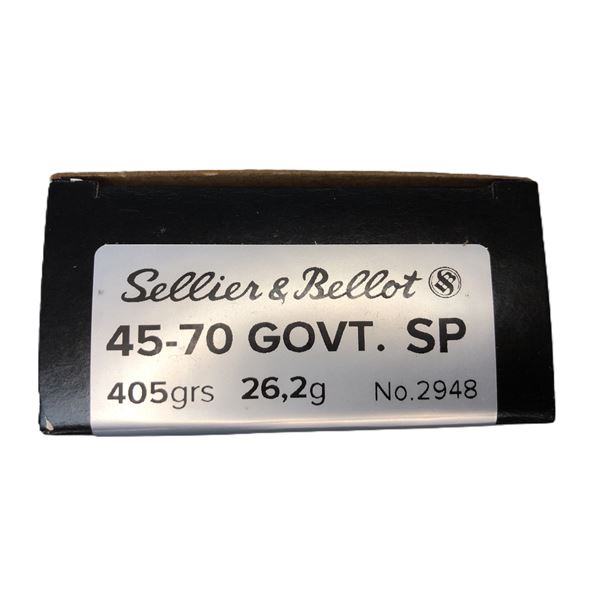 Sellier & Bellot
45-70 GOVT. SP
405grs 26,2g No.2948